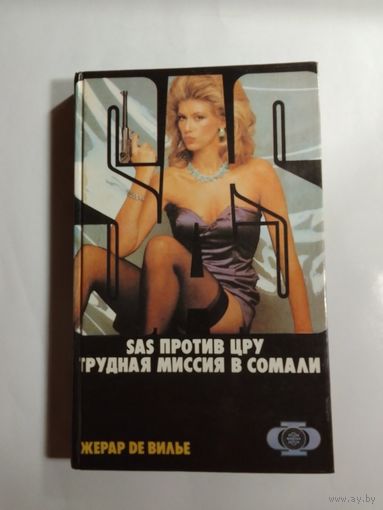 SAS
SAS ПРОТИВ ЦРУ
ТРУДНАЯ МИССИЯ В СОМАЛИ
ЖЕРАР DE ВИЛЬЕ
www.ay.by